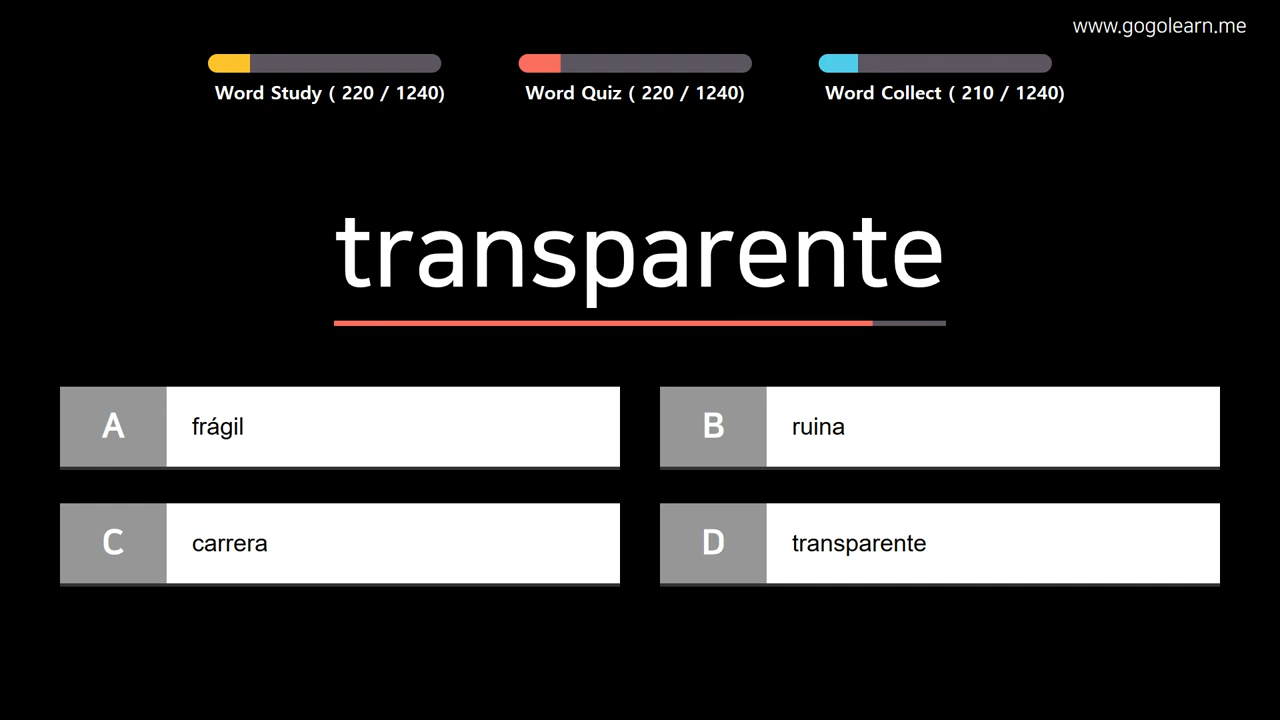 www.gogolearn.me
Word Study ( 220 / 1240)
Word Quiz ( 220 / 1240)
Word Collect ( 210 / 1240)
transparente
A
frágil
B
ruina
C
carrera
D
transparente